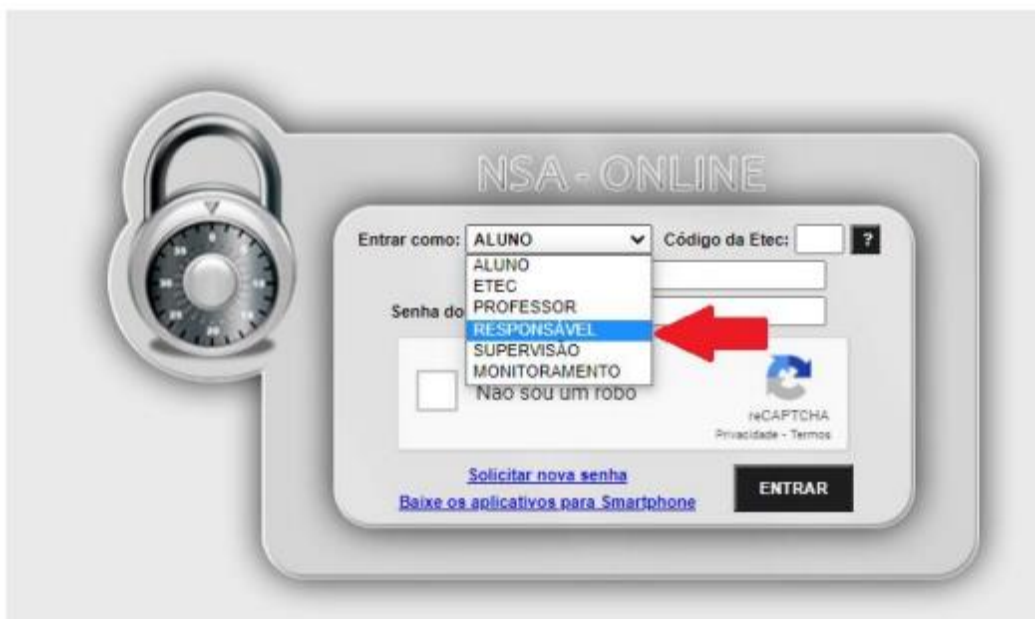 NSA - ONLINE
Entrar como: ALUNO Código da Etec: ?
ALUNO
ETEC
PROFESSOR
Senha do
RESPONSÁVEL
SUPERVISÃO
MONITORAMENTO
Não sou um robo
reCAPTCHA
Privacidade - Termos
Solicitar nova senha
Baixe os aplicativos para Smartphone
ENTRAR